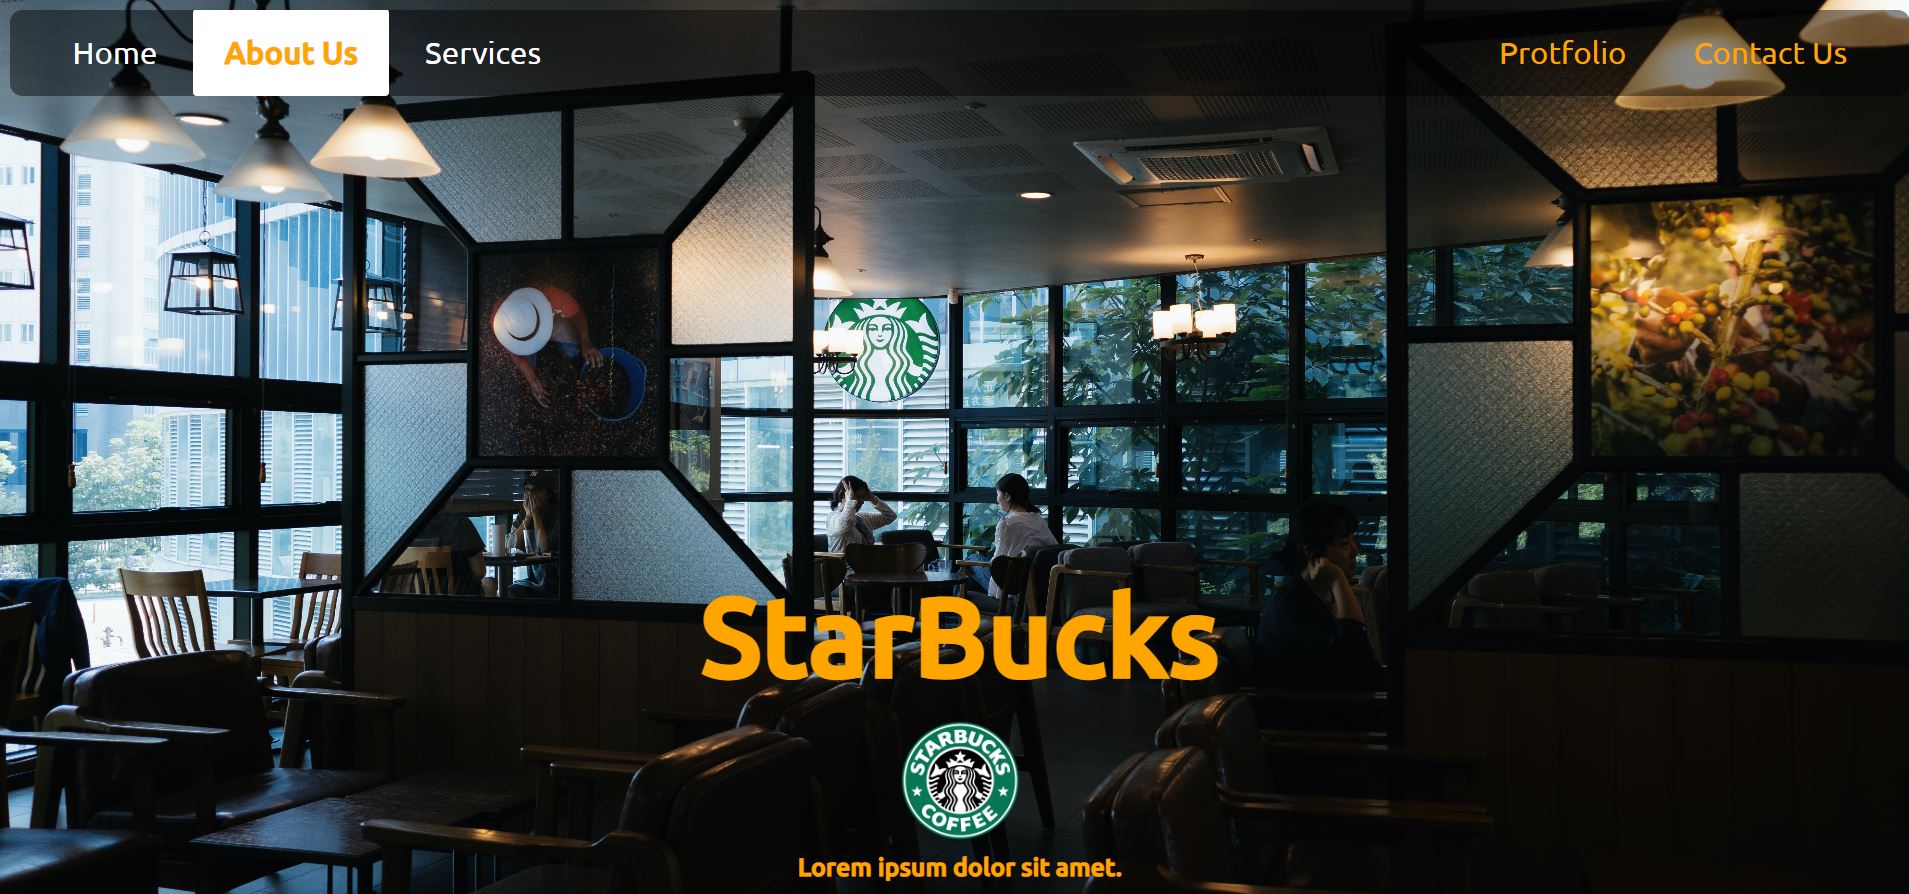 Home
About Us
Services
Protfolio
Contact Us
StarBucks
STARBUCKS
COFFEE
Lorem ipsum dolor sit amet.